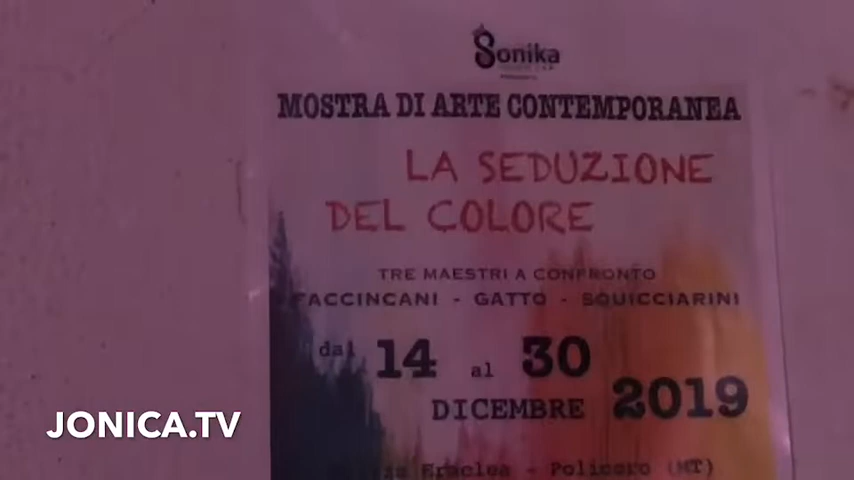 Sonika
MOSTRA DI ARTE CONTEMPORANEA
LA SEDUZIONE
DEL COLORE
TRE MAESTRI A CONFRONTO
FACCINCANI - GATTO - SQUICCIARINI
dal 14 al 30
DICEMBRE 2019
Eraclea - Policoro (MT)
JONICA.TV